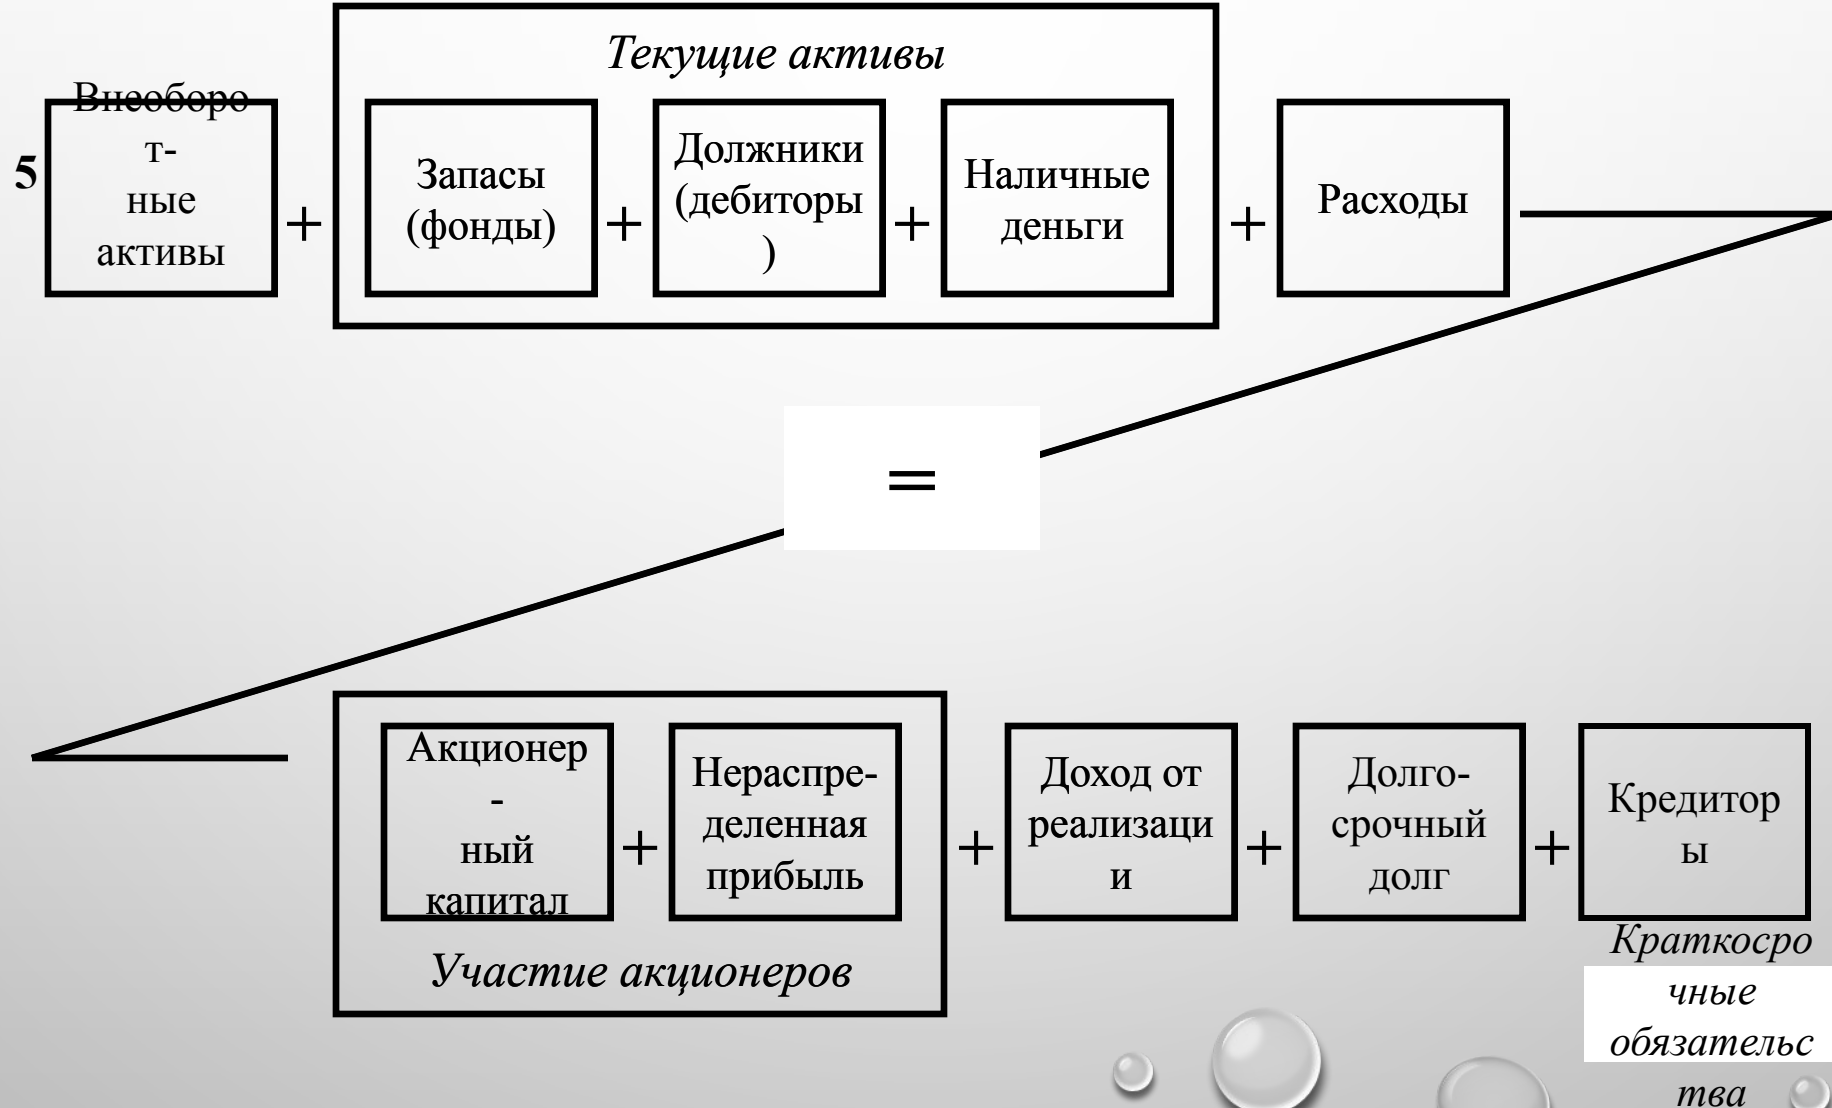 Текущие активы
5
Внеоборо
т-
ные
активы
+
Запасы
(фонды)
+
Должники
(дебиторы
)
+
Наличные
деньги
+
Расходы
=
Акционер
-
ный
капитал
+
Нераспре-
деленная
прибыль
Участие акционеров
+
Доход от
реализаци
и
+
Долго-
срочный
долг
+
Кредитор
ы
Краткосро
чные
обязательс
тва